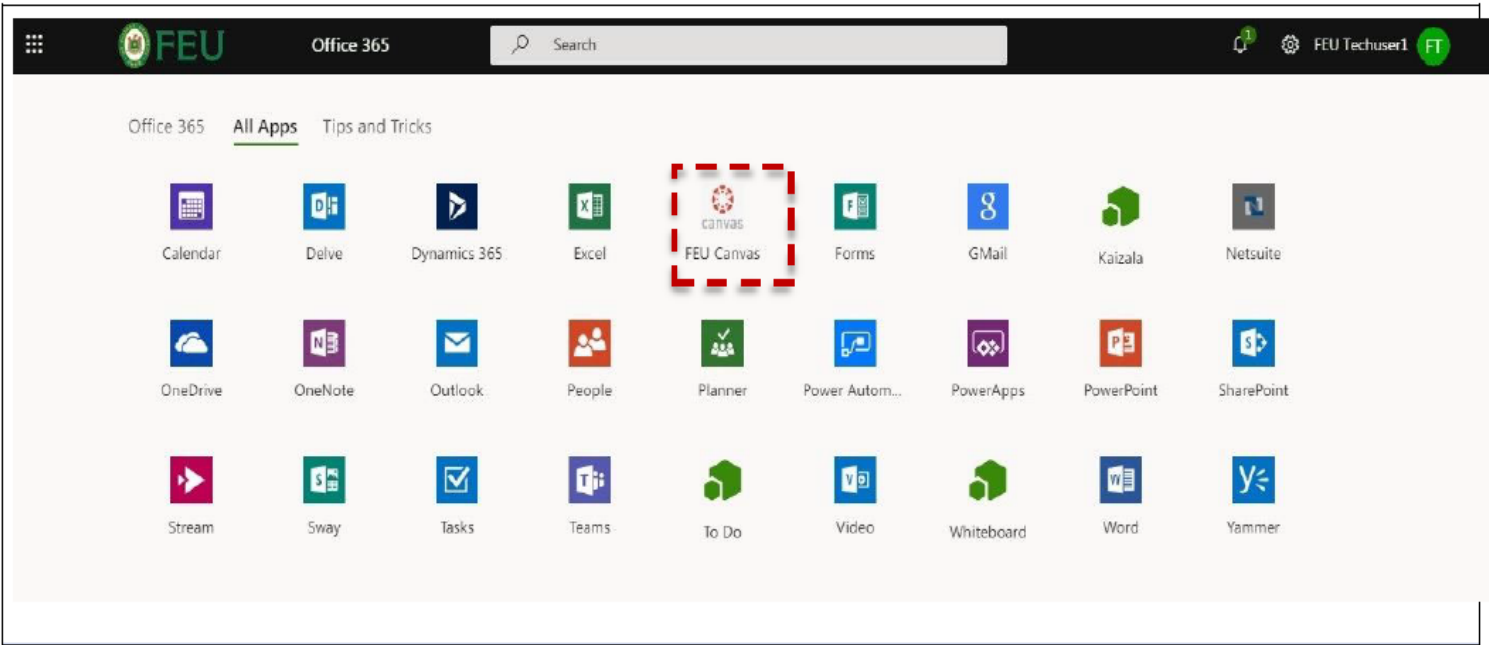 FEU Office 365 Search 1 FEU Techuser1 FT
Office 365 All Apps Tips and Tricks
canvas
Calendar Delve Dynamics 365 Excel FEU Canvas Forms GMail Kaizala Netsuite
OneDrive OneNote Outlook People Planner Power Autom... PowerApps PowerPoint SharePoint
Stream Sway Tasks Teams To Do Video Whiteboard Word Yammer